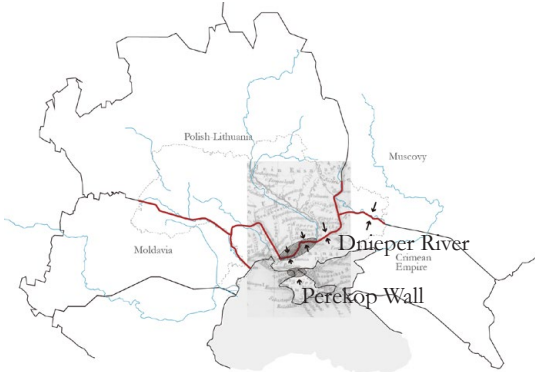 Polish Lithuania
Muscovy
Moldavia
Dnieper River
Crimean
Empire
Perekop Wall